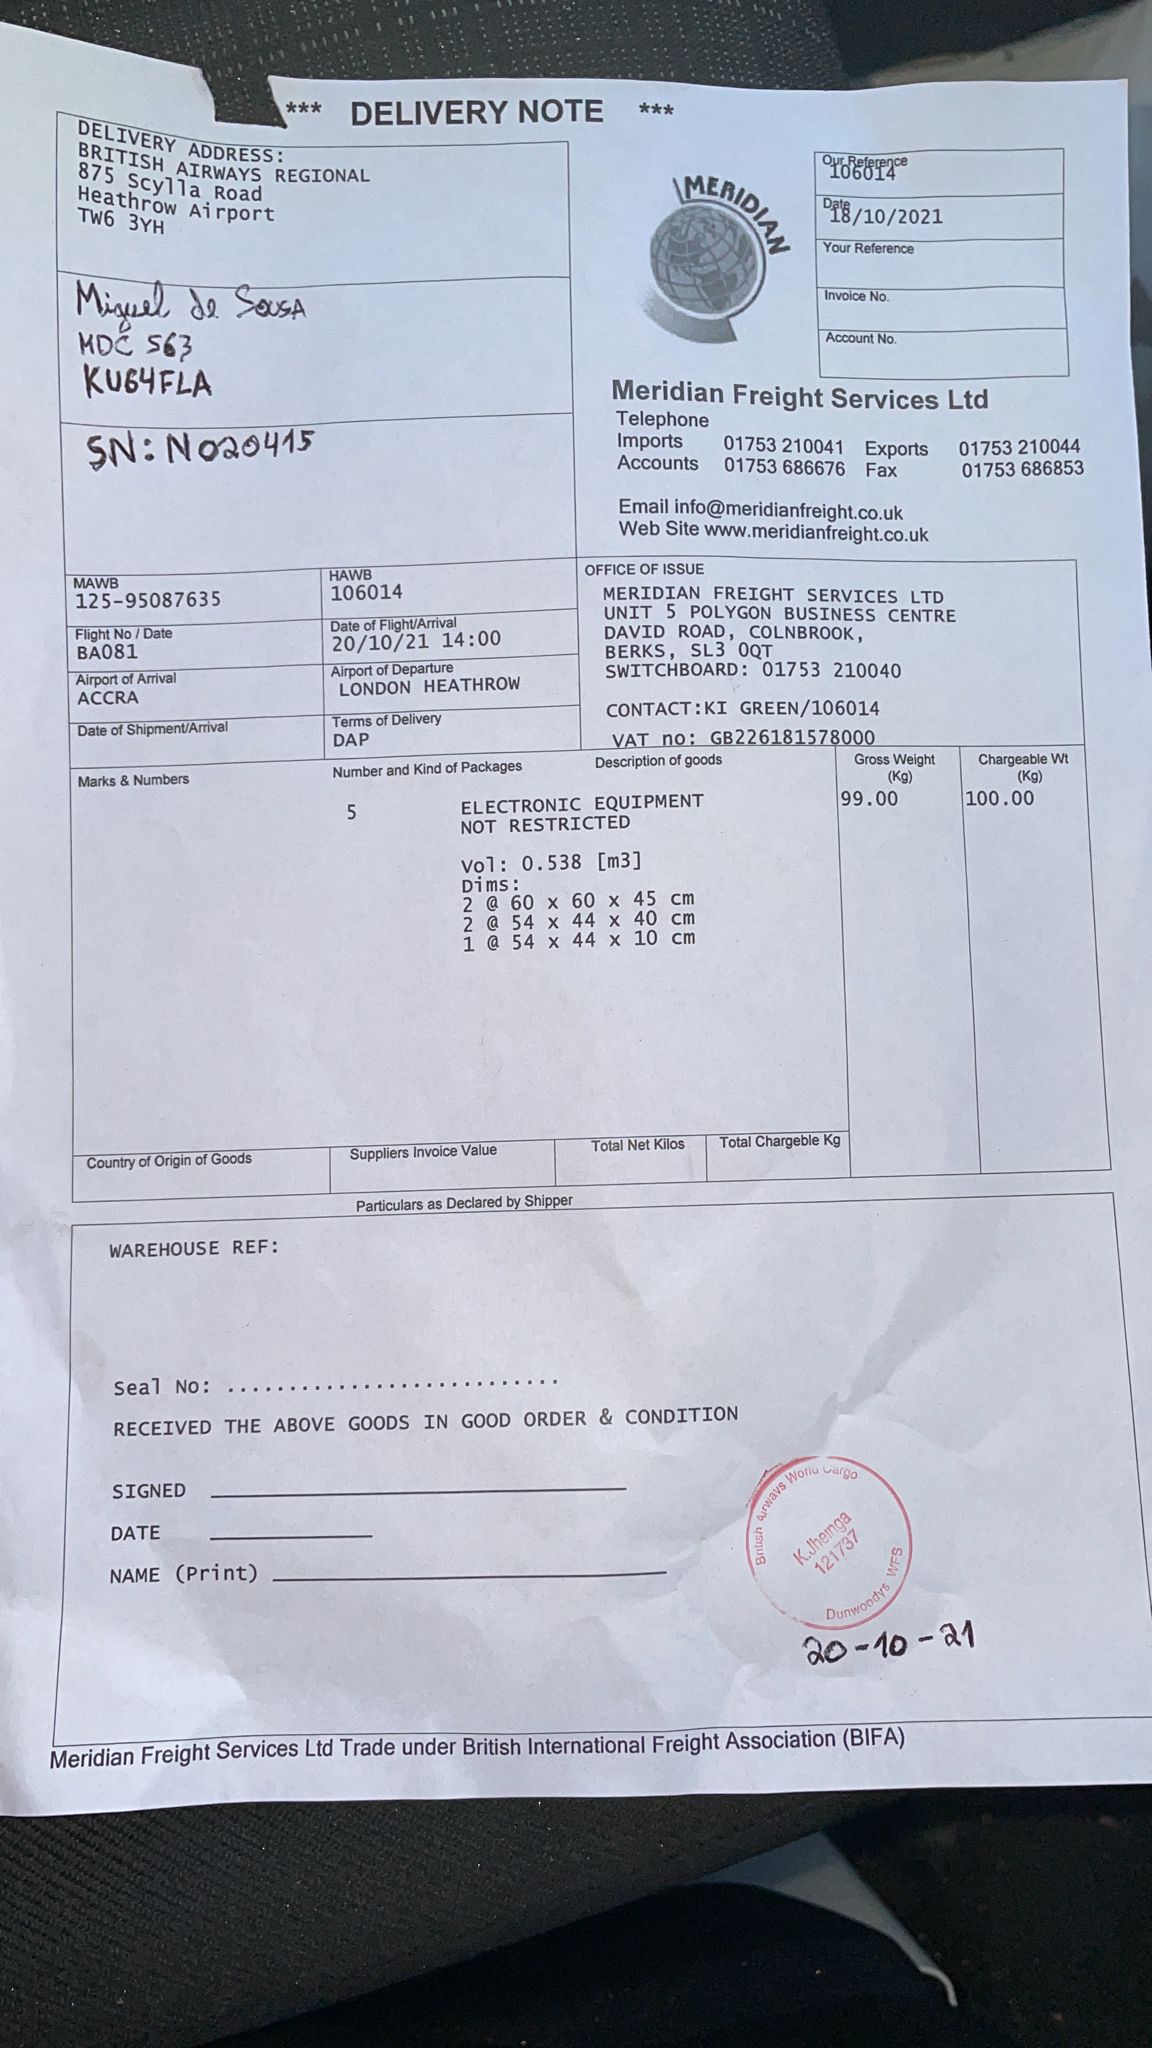 *** DELIVERY NOTE ***
DELIVERY ADDRESS:
BRITISH AIRWAYS REGIONAL
875 Scylla Road
Heathrow Airport
TW6 3YH
Miguel de Sousa
MDC 563
KU64FLA
SN: N020415
MERIDIAN
Our Reference
106014
Date
18/10/2021
Your Reference
Invoice No.
Account No.
Meridian Freight Services Ltd
Telephone
Imports 01753 210041 Exports 01753 210044
Accounts 01753 686676 Fax 01753 686853
Email info@meridianfreight.co.uk
Web Site www.meridianfreight.co.uk
MAWB
125-95087635
HAWB
106014
Flight No / Date
BA081
Date of Flight/Arrival
20/10/21 14:00
Airport of Arrival
ACCRA
Airport of Departure
LONDON HEATHROW
Date of Shipment/Arrival
Terms of Delivery
DAP
OFFICE OF ISSUE
MERIDIAN FREIGHT SERVICES LTD
UNIT 5 POLYGON BUSINESS CENTRE
DAVID ROAD, COLNBROOK,
BERKS, SL3 0QT
SWITCHBOARD: 01753 210040
CONTACT:KI GREEN/106014
VAT no: GB226181578000
Marks & Numbers
Number and Kind of Packages
Description of goods
Gross Weight
(Kg)
Chargeable Wt
(Kg)
5 ELECTRONIC EQUIPMENT 99.00 100.00
NOT RESTRICTED
Vol: 0.538 [m3]
Dims:
2 @ 60 x 60 x 45 cm
2 @ 54 x 44 x 40 cm
1 @ 54 x 44 x 10 cm
Country of Origin of Goods
Suppliers Invoice Value
Total Net Kilos
Total Chargeble Kg
Particulars as Declared by Shipper
WAREHOUSE REF:
Seal No: ...........................
RECEIVED THE ABOVE GOODS IN GOOD ORDER & CONDITION
SIGNED
DATE
NAME (Print)
British Airways World Cargo
K.Jheinga
121737
Dunwoodys WFS
20-10-21
Meridian Freight Services Ltd Trade under British International Freight Association (BIFA)